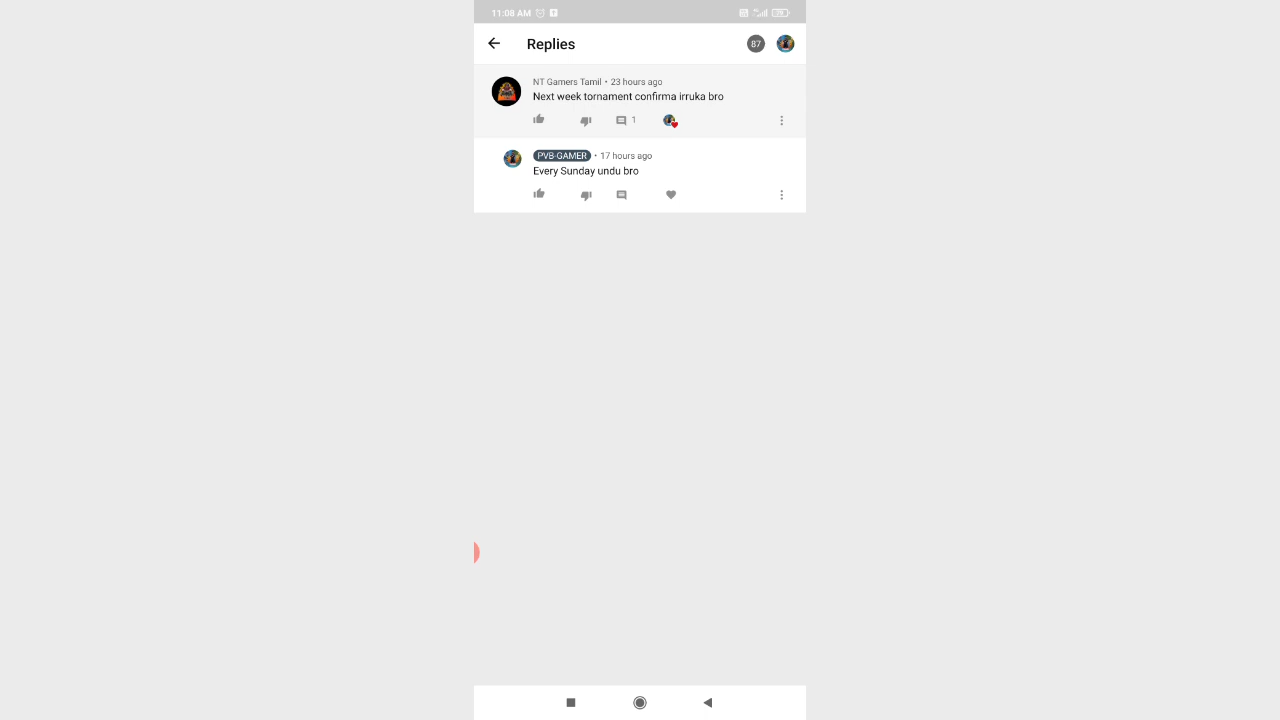 11:08 AM
Replies
87
NT Gamers Tamil • 23 hours ago
Next week tornament confirma irruka bro
1
PVB-GAMER • 17 hours ago
Every Sunday undu bro